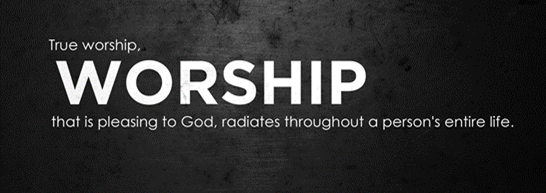 True worship,
WORSHIP
that is pleasing to God, radiates throughout a person's entire life.